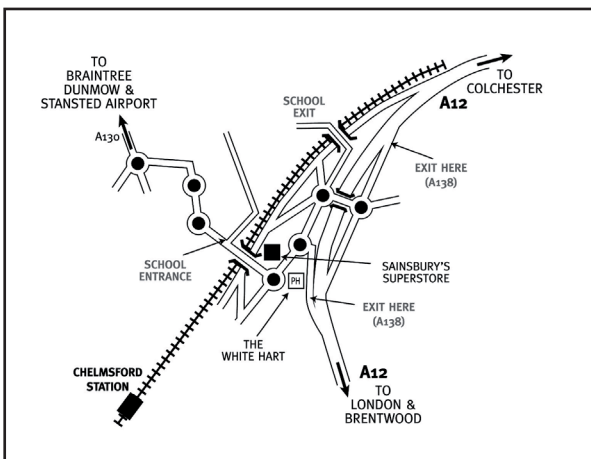 TO
BRAINTREE
DUNMOW &
STANSTED AIRPORT
A130
SCHOOL
EXIT
TO
COLCHESTER
A12
EXIT HERE
(A138)
SCHOOL
ENTRANCE
SAINSBURY'S
SUPERSTORE
PH
EXIT HERE
(A138)
THE
WHITE HART
CHELMSFORD
STATION
A12
TO
LONDON &
BRENTWOOD